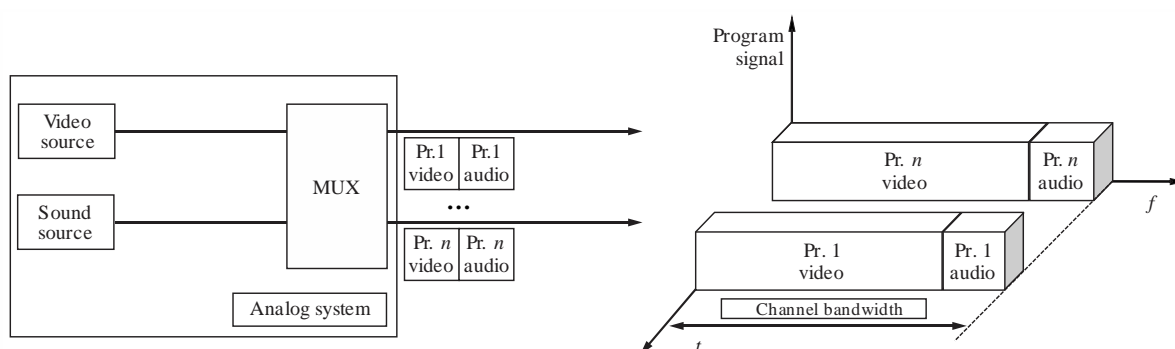 Video
source
Sound
source
MUX
Analog system
Pr.1 Pr.1
video audio
...
Pr. n Pr. n
video audio
Program
signal
Pr. n
video
Pr. n
audio
f
Pr. 1
video
Pr. 1
audio
Channel bandwidth
t